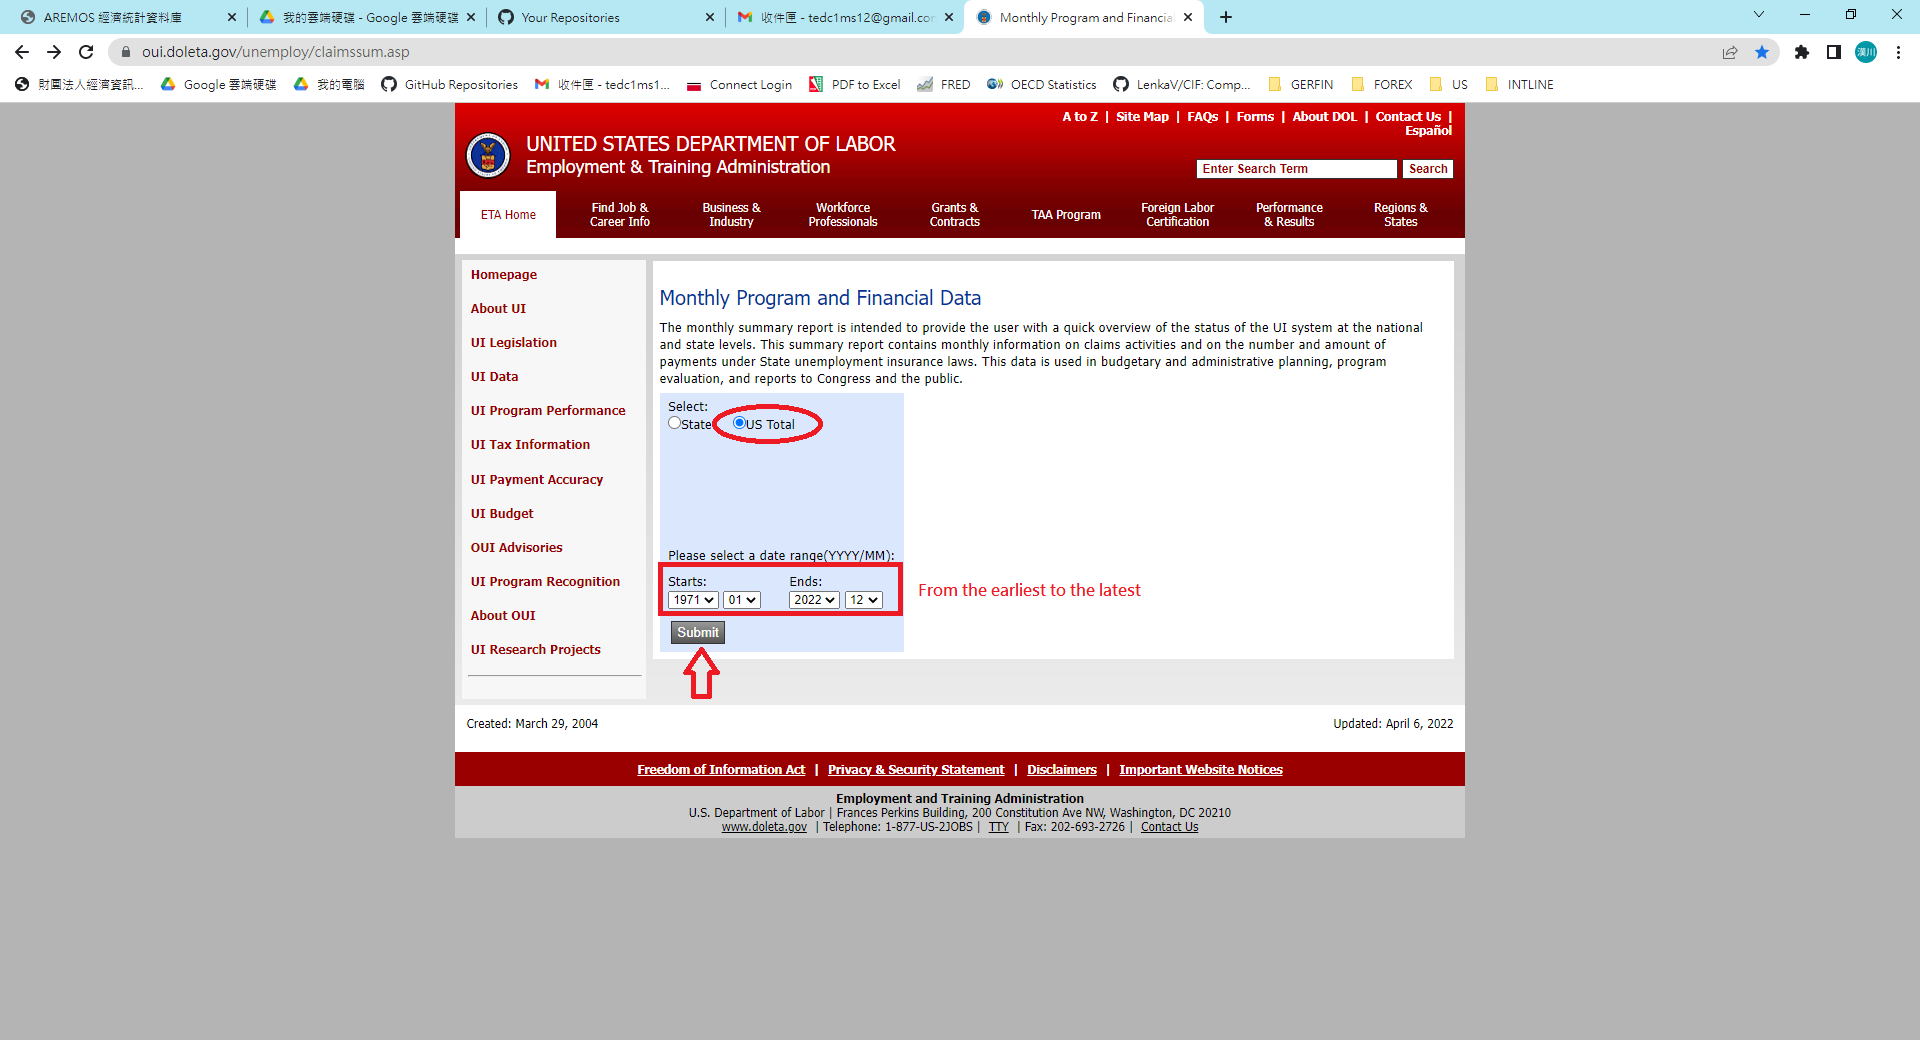 AREMOS 經濟統計資料庫
我的雲端硬碟 - Google 雲端硬碟
Your Repositories
收件匣 - tedc1ms12@gmail.co
Monthly Program and Financia
oui.doleta.gov/unemploy/claimssum.asp
漢川
財團法人經濟資訊...
Google 雲端硬碟
我的電腦
GitHub Repositories
收件匣 - tedc1ms1...
Connect Login
PDF to Excel
FRED
OECD Statistics
LenkaV/CIF: Comp...
GERFIN
FOREX
US
INTLINE
A to Z | Site Map | FAQs | Forms | About DOL | Contact Us |
Español
UNITED STATES DEPARTMENT OF LABOR
Employment & Training Administration
Enter Search Term
Search
ETA Home
Find Job &
Career Info
Business &
Industry
Workforce
Professionals
Grants &
Contracts
TAA Program
Foreign Labor
Certification
Performance
& Results
Regions &
States
Homepage
About UI
UI Legislation
UI Data
UI Program Performance
UI Tax Information
UI Payment Accuracy
UI Budget
OUI Advisories
UI Program Recognition
About OUI
UI Research Projects
Monthly Program and Financial Data
The monthly summary report is intended to provide the user with a quick overview of the status of the UI system at the national
and state levels. This summary report contains monthly information on claims activities and on the number and amount of
payments under State unemployment insurance laws. This data is used in budgetary and administrative planning, program
evaluation, and reports to Congress and the public.
Select:
State US Total
Please select a date range(YYYY/MM):
Starts: Ends:
1971 01 2022 12
From the earliest to the latest
Submit
Created: March 29, 2004
Updated: April 6, 2022
Freedom of Information Act | Privacy & Security Statement | Disclaimers | Important Website Notices
Employment and Training Administration
U.S. Department of Labor | Frances Perkins Building, 200 Constitution Ave NW, Washington, DC 20210
www.doleta.gov | Telephone: 1-877-US-2JOBS | TTY | Fax: 202-693-2726 | Contact Us